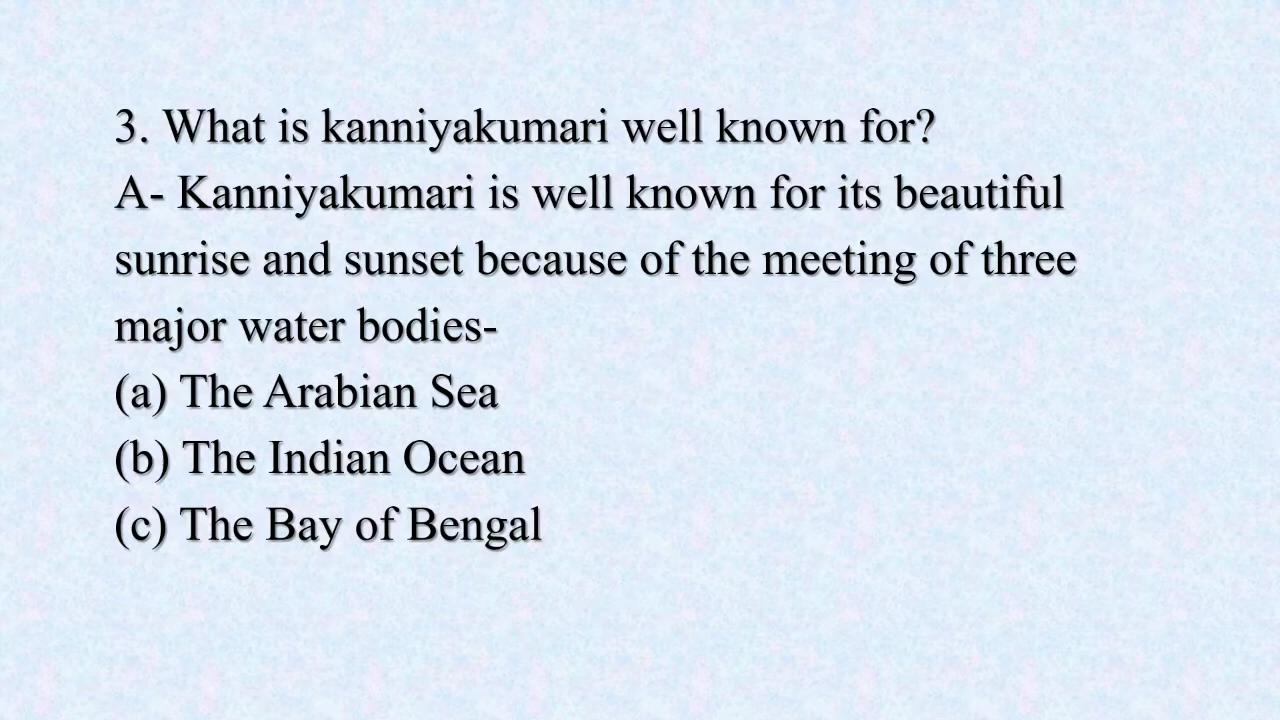 3. What is kanniyakumari well known for?
A- Kanniyakumari is well known for its beautiful
sunrise and sunset because of the meeting of three
major water bodies-
(a) The Arabian Sea
(b) The Indian Ocean
(c) The Bay of Bengal